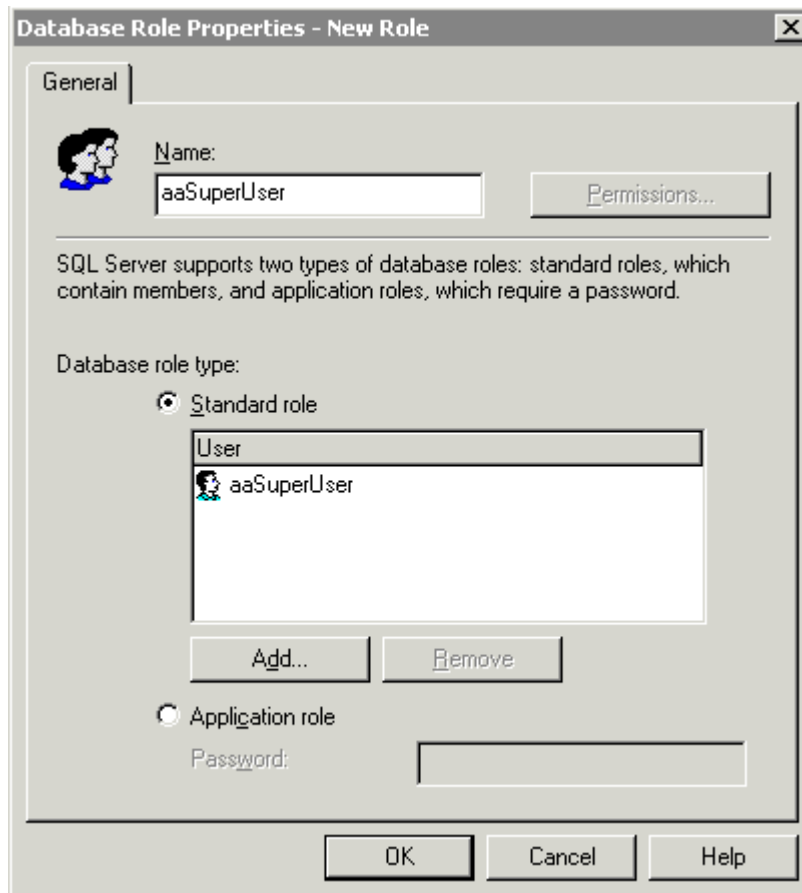 Database Role Properties - New Role
General
Name:
aaSuperUser
Permissions...
SQL Server supports two types of database roles: standard roles, which
contain members, and application roles, which require a password.
Database role type:
Standard role
User
aaSuperUser
Add...
Remove
Application role
Password:
OK
Cancel
Help